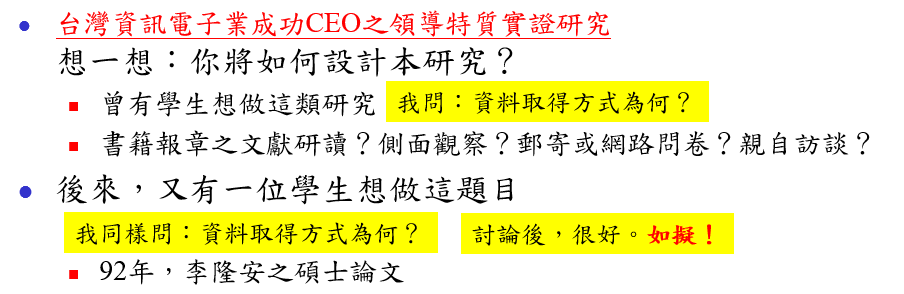 台灣資訊電子業成功CEO之領導特質實證研究
想一想：你將如何設計本研究？
曾有學生想做這類研究 我問：資料取得方式為何？
書籍報章之文獻研讀？側面觀察？郵寄或網路問卷？親自訪談？
後來，又有一位學生想做這題目
我同樣問：資料取得方式為何？ 討論後，很好。如擬！
92年，李隆安之碩士論文